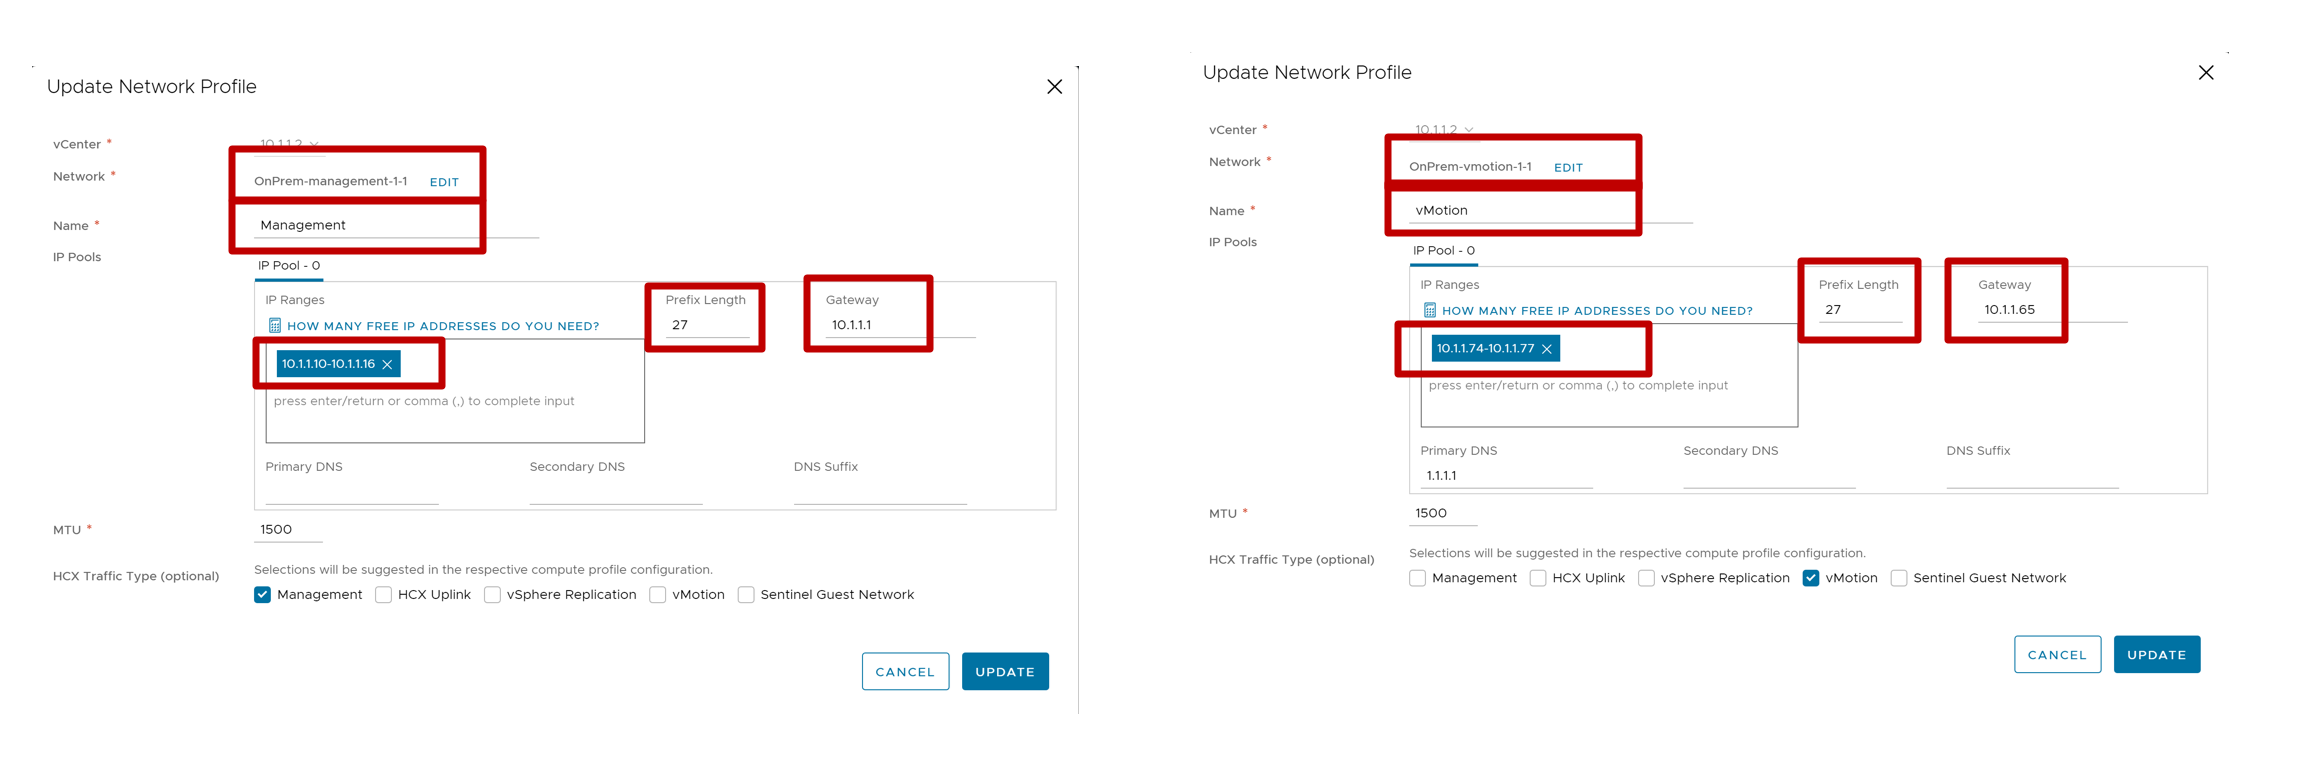 Update Network Profile
vCenter *
10.1.1.2
Network *
OnPrem-management-1-1 EDIT
Name *
Management
IP Pools
IP Pool - 0
IP Ranges
Prefix Length
Gateway
HOW MANY FREE IP ADDRESSES DO YOU NEED?
27
10.1.1.1
10.1.1.10-10.1.1.16
press enter/return or comma (,) to complete input
Primary DNS
Secondary DNS
DNS Suffix
MTU *
1500
HCX Traffic Type (optional)
Selections will be suggested in the respective compute profile configuration.
Management HCX Uplink vSphere Replication vMotion Sentinel Guest Network
CANCEL UPDATE
Update Network Profile
vCenter *
10.1.1.2
Network *
OnPrem-vmotion-1-1 EDIT
Name *
vMotion
IP Pools
IP Pool - 0
IP Ranges
Prefix Length
Gateway
HOW MANY FREE IP ADDRESSES DO YOU NEED?
27
10.1.1.65
10.1.1.74-10.1.1.77
press enter/return or comma (,) to complete input
Primary DNS
Secondary DNS
DNS Suffix
1.1.1.1
MTU *
1500
HCX Traffic Type (optional)
Selections will be suggested in the respective compute profile configuration.
Management HCX Uplink vSphere Replication vMotion Sentinel Guest Network
CANCEL UPDATE